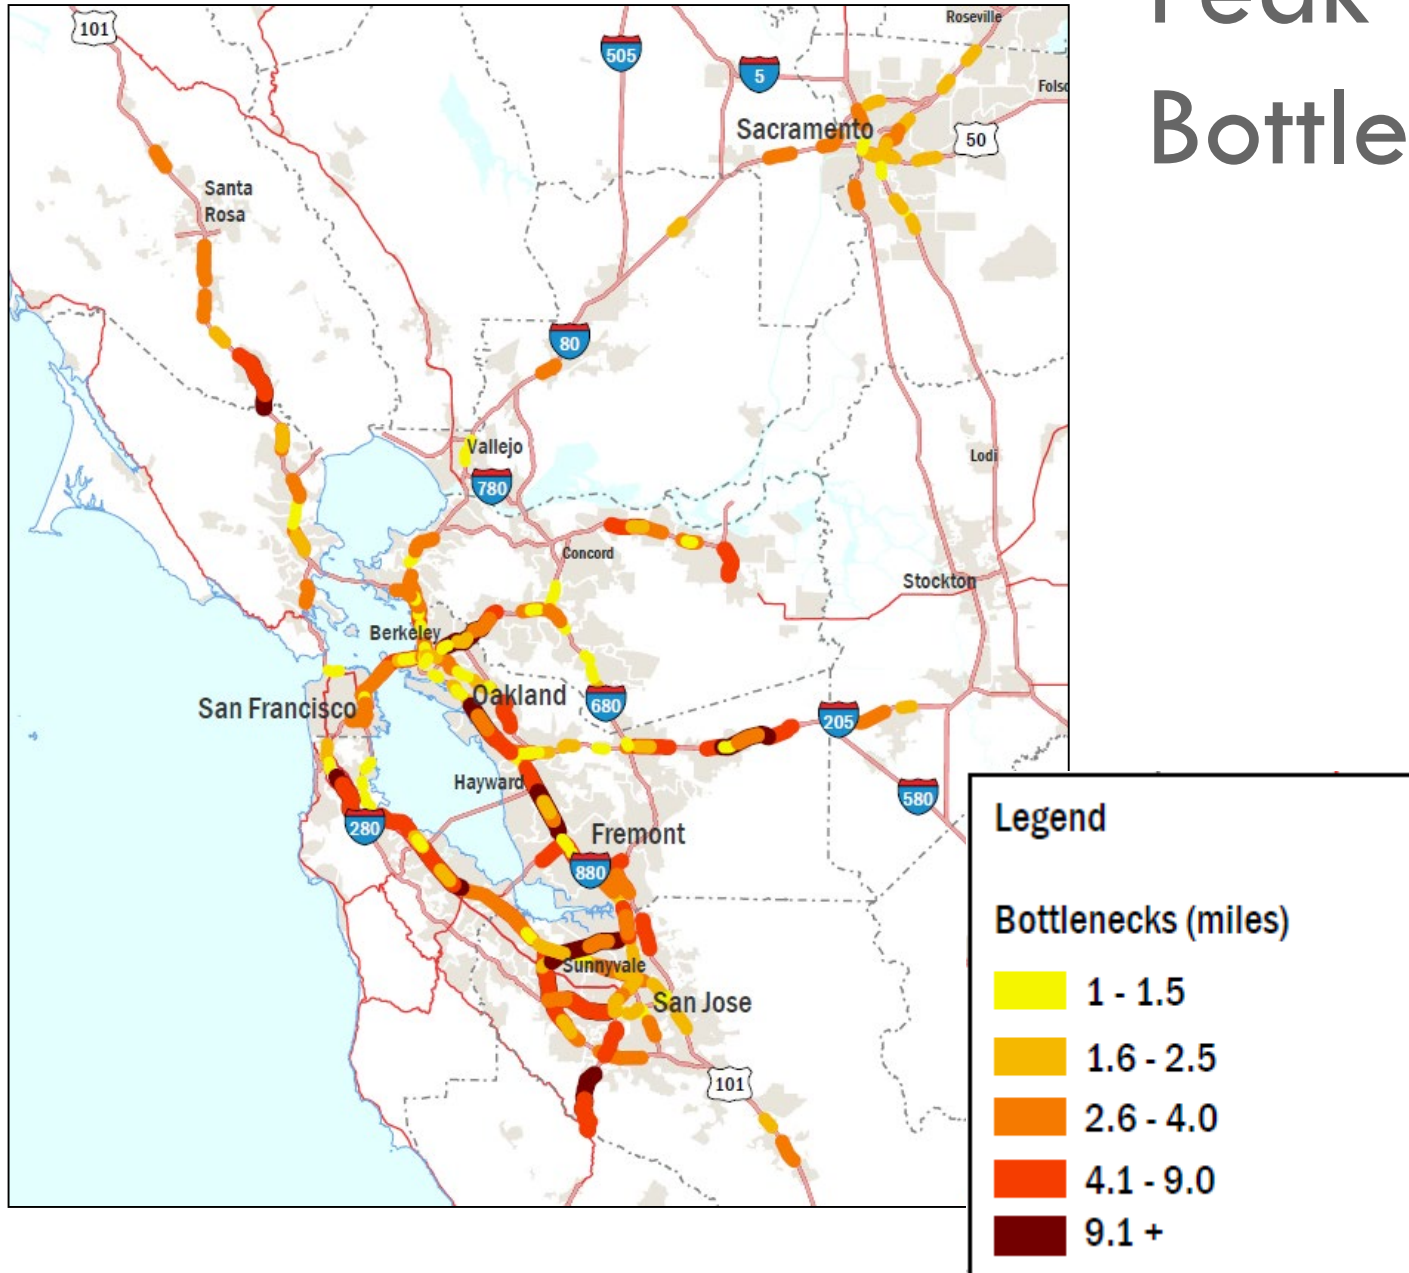 Peak
Bottle
101
505
5
Roseville
Folso
Sacramento
50
Santa
Rosa
80
Vallejo
780
Lodi
Concord
Stockton
Berkeley
Oakland
680
San Francisco
205
Hayward
580
280
Fremont
880
Sunnyvale
San Jose
101
Legend
Bottlenecks (miles)
1 - 1.5
1.6 - 2.5
2.6 - 4.0
4.1 - 9.0
9.1 +